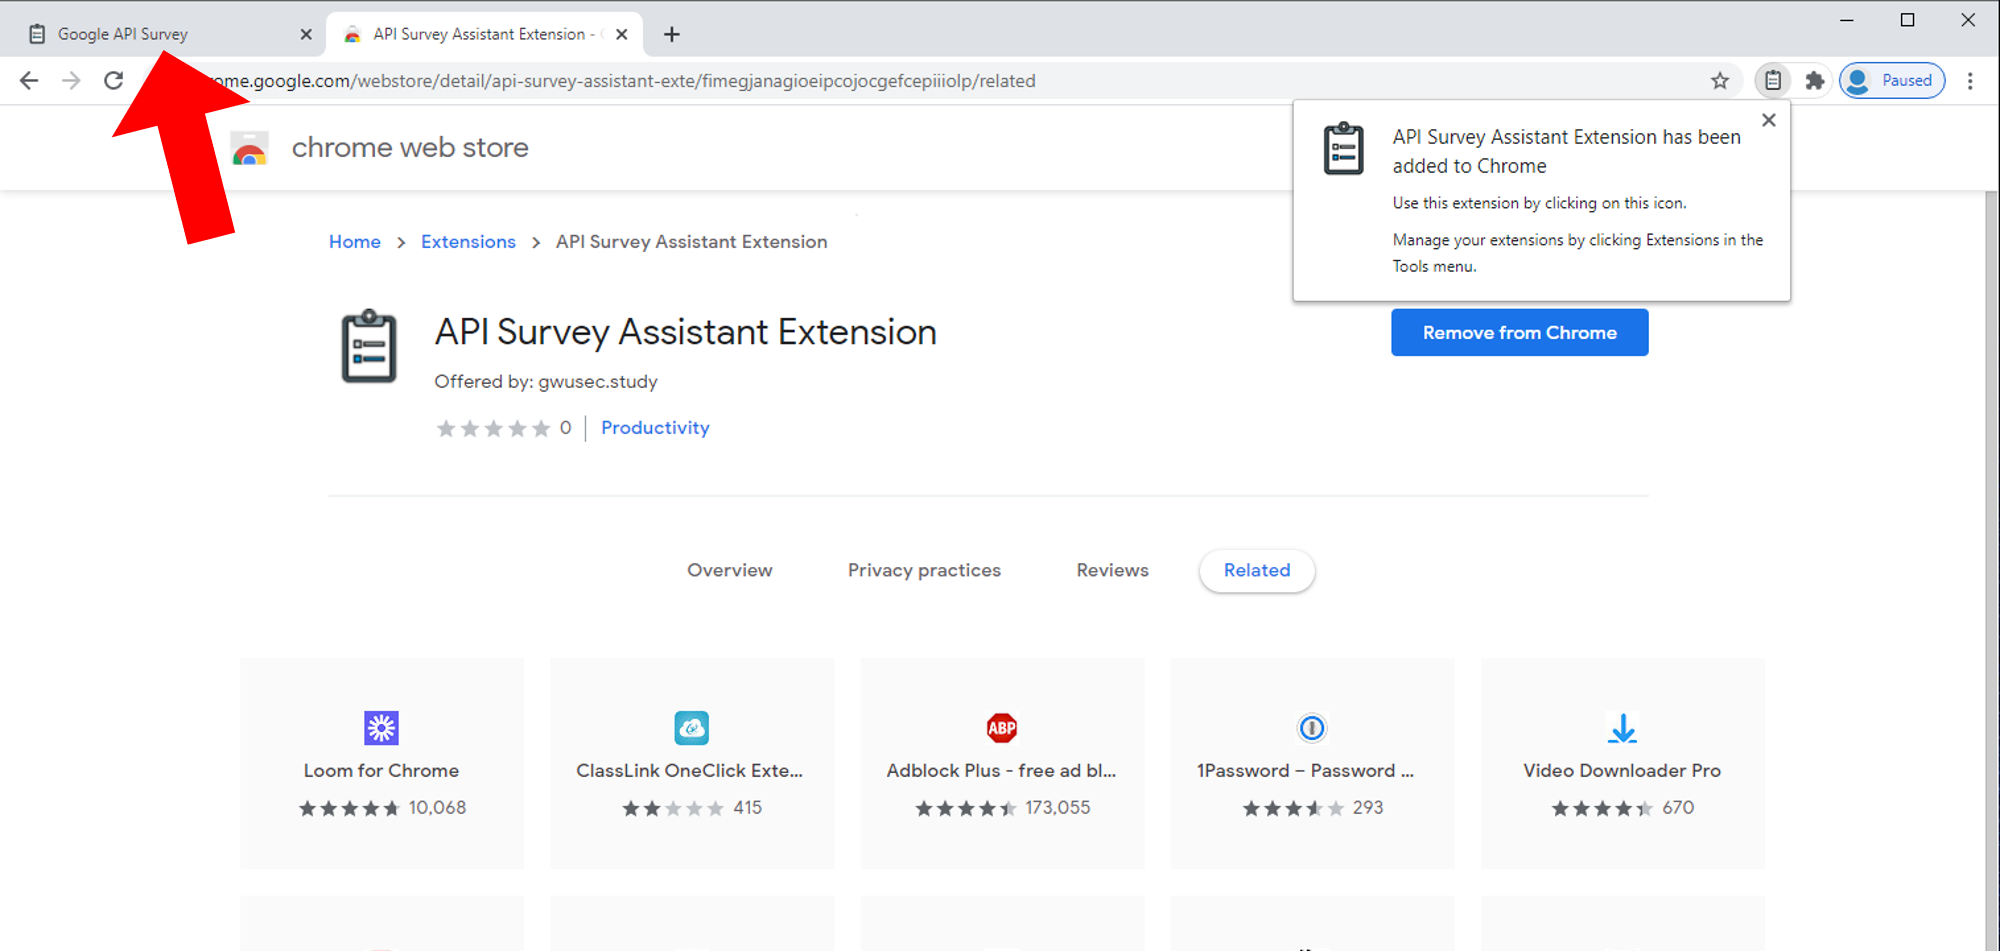 Google API Survey
API Survey Assistant Extension -
ome.google.com/webstore/detail/api-survey-assistant-exte/fimegjanagioeipcojocgefcepiiiolp/related
Paused
chrome web store
API Survey Assistant Extension has been
added to Chrome
Use this extension by clicking on this icon.
Manage your extensions by clicking Extensions in the
Tools menu.
Home > Extensions > API Survey Assistant Extension
API Survey Assistant Extension
Remove from Chrome
Offered by: gwusec.study
0 | Productivity
Overview
Privacy practices
Reviews
Related
Loom for Chrome
10,068
ClassLink OneClick Exte...
415
ABP
Adblock Plus - free ad bl...
173,055
1Password – Password ...
293
Video Downloader Pro
670